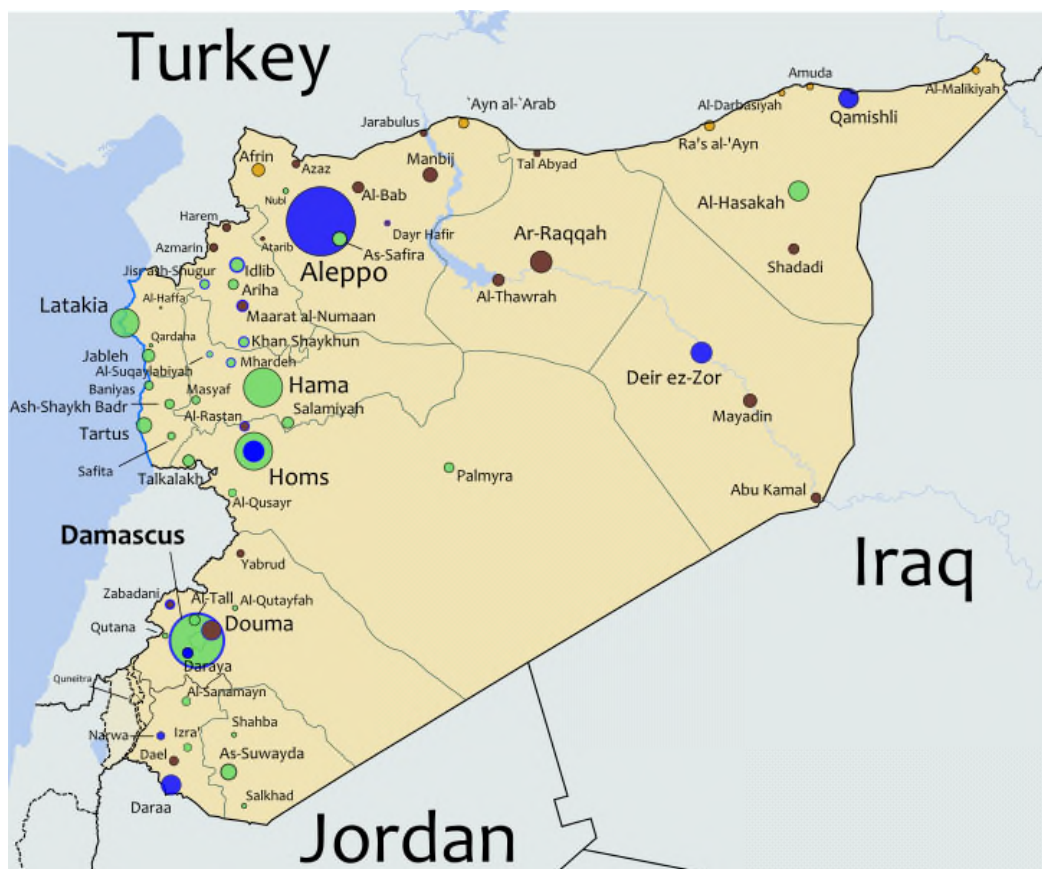 Turkey
Amuda
Al-Malikiyah
`Ayn al-`Arab
Al-Darbasiyah
Qamishli
Jarabulus
Ra's al-'Ayn
Afrin
Azaz
Manbij
Tal Abyad
Nubl
Al-Bab
Al-Hasakah
Harem
Dayr Hafir
Ar-Raqqah
Azmarin
Atarib
As-Safira
Shadadi
Jisr ash-Shugur
Idlib
Aleppo
Ariha
Al-Thawrah
Al-Haffa
Latakia
Maarat al-Numaan
Qardaha
Khan Shaykhun
Jableh
Mhardeh
Al-Suqaylabiyah
Deir ez-Zor
Baniyas
Masyaf
Hama
Ash-Shaykh Badr
Al-Rastan
Salamiyah
Mayadin
Tartus
Safita
Homs
Talkalakh
Palmyra
Abu Kamal
Al-Qusayr
Damascus
Iraq
Yabrud
Zabadani
Al-Tall
Al-Qutayfah
Qutana
Douma
Daraya
Quneitra
Al-Sanamayn
Narwa
Izra'
Shahba
Dael
As-Suwayda
Daraa
Salkhad
Jordan